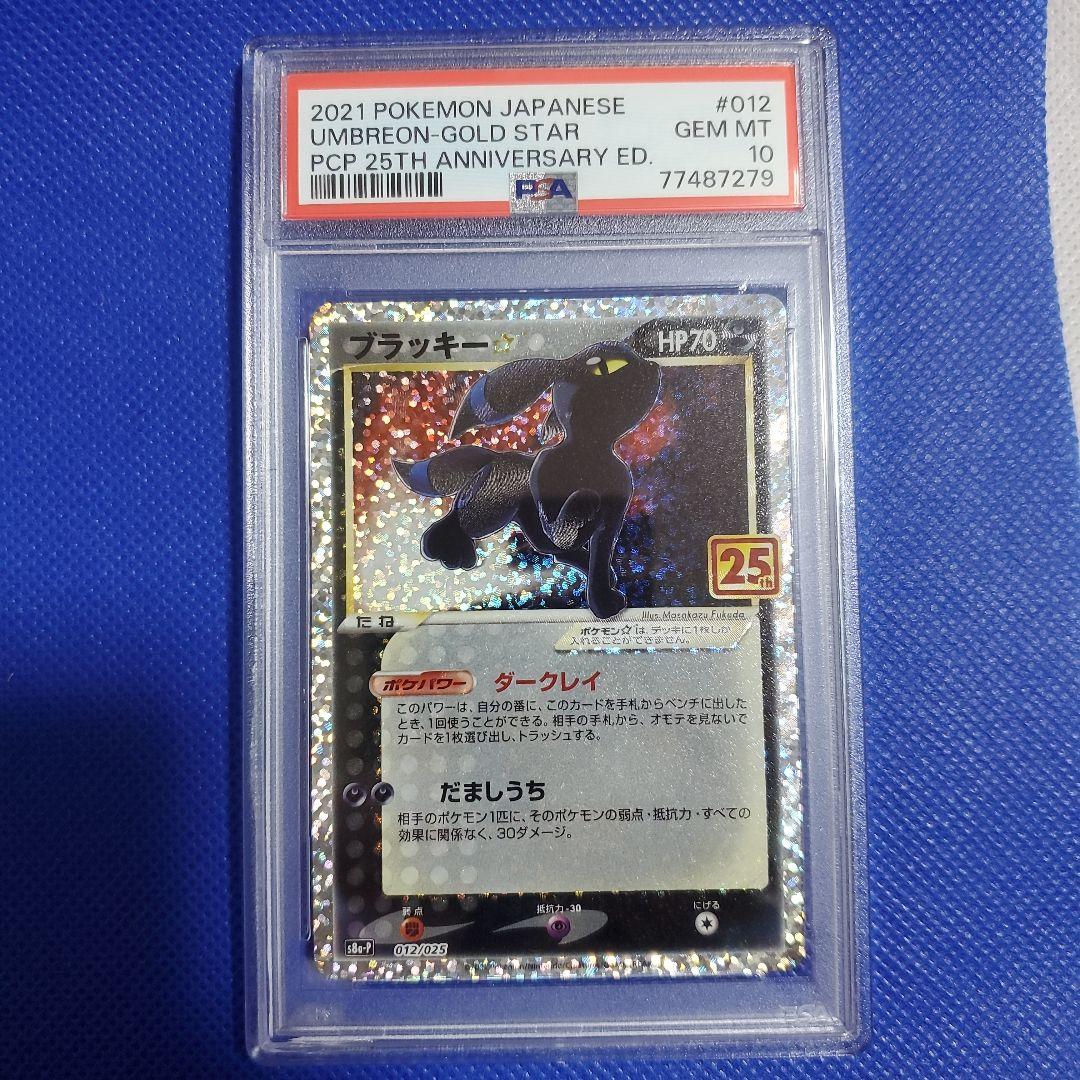 2021 POKEMON JAPANESE #012
UMBREON-GOLD STAR GEM MT
PCP 25TH ANNIVERSARY ED. 10
77487279
PSA
ブラッキー☆ HP70
25th
たね
Illus. Masakazu Fukuda
ポケモン☆は、デッキに1枚しか
入れることができません。
ポケパワー ダークレイ
このパワーは、自分の番に、このカードを手札からベンチに出した
とき、1回使うことができる。相手の手札から、オモテを見ないで
カードを1枚選び出し、トラッシュする。
だましうち
相手のポケモン1匹に、そのポケモンの弱点・抵抗力・すべての
効果に関係なく、30ダメージ。
弱点 抵抗力 -30 にげる
s8a-P 012/025